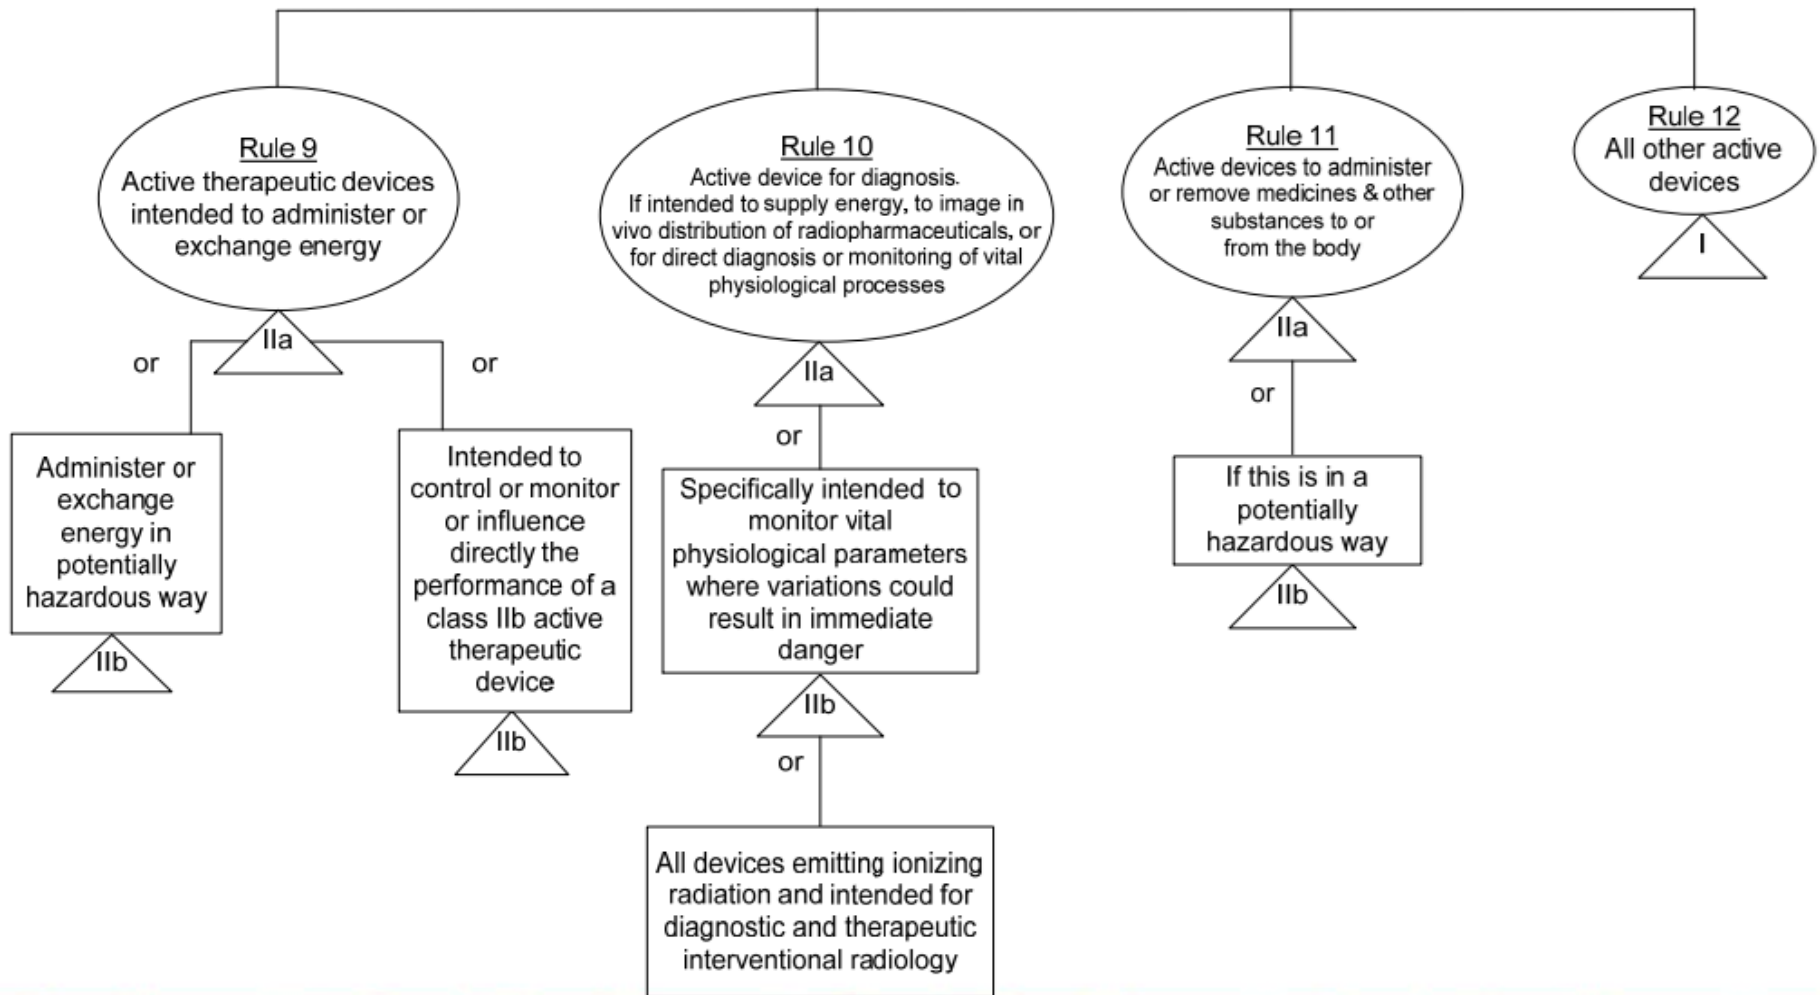 Rule 9
Active therapeutic devices
intended to administer or
exchange energy
IIa
or
or
Administer or
exchange
energy in
potentially
hazardous way
IIb
Intended to
control or monitor
or influence
directly the
performance of a
class IIb active
therapeutic
device
IIb
Rule 10
Active device for diagnosis.
If intended to supply energy, to image in
vivo distribution of radiopharmaceuticals, or
for direct diagnosis or monitoring of vital
physiological processes
IIa
or
Specifically intended to
monitor vital
physiological parameters
where variations could
result in immediate
danger
IIb
or
All devices emitting ionizing
radiation and intended for
diagnostic and therapeutic
interventional radiology
Rule 11
Active devices to administer
or remove medicines & other
substances to or
from the body
IIa
or
If this is in a
potentially
hazardous way
IIb
Rule 12
All other active
devices
I